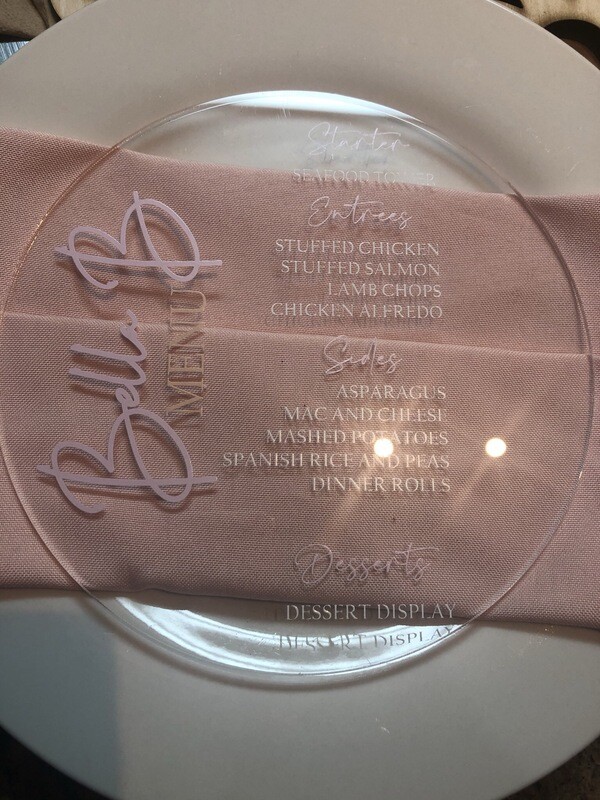 Bella B
MENU
Starter
SEAFOOD TOWER
Entrees
STUFFED CHICKEN
STUFFED SALMON
LAMB CHOPS
CHICKEN ALFREDO
Sides
ASPARAGUS
MAC AND CHEESE
MASHED POTATOES
SPANISH RICE AND PEAS
DINNER ROLLS
Desserts
DESSERT DISPLAY